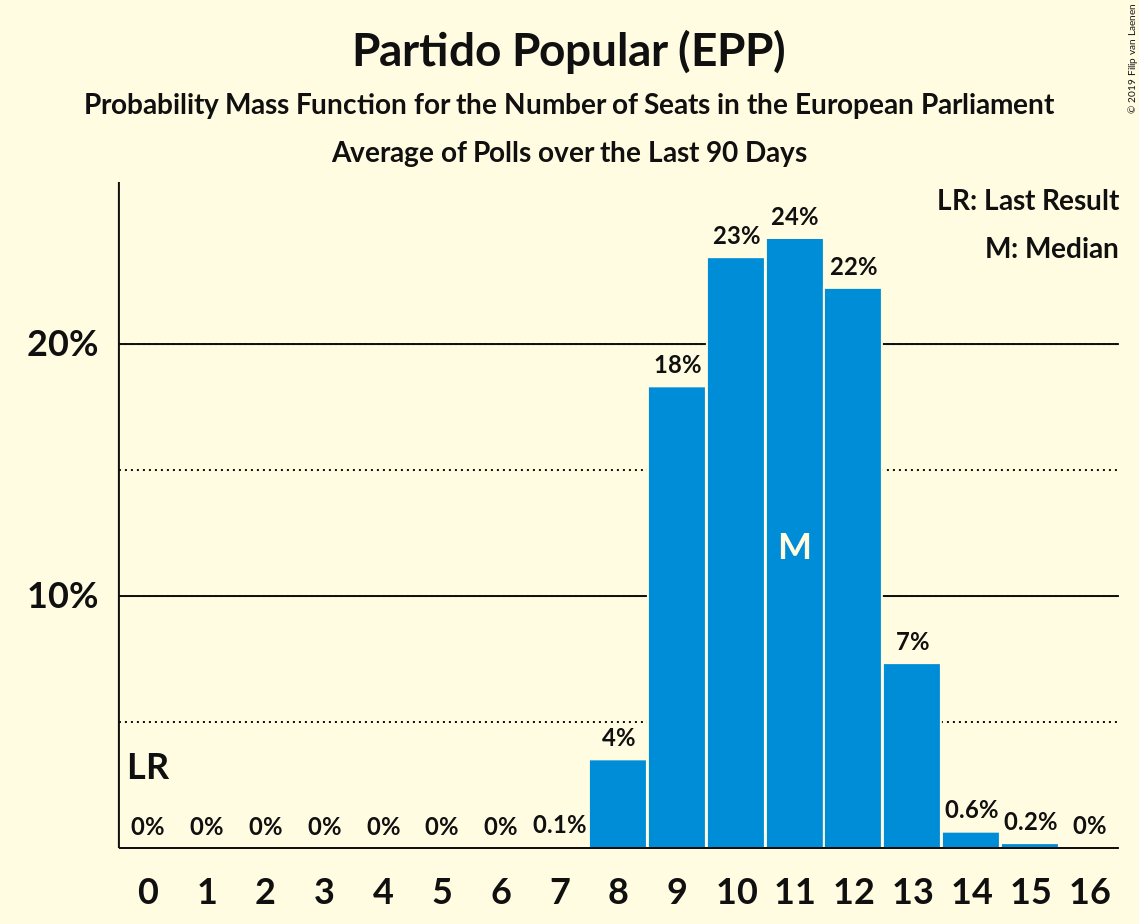 Partido Popular (EPP)
Probability Mass Function for the Number of Seats in the European Parliament
Average of Polls over the Last 90 Days
© 2019 Filip van Laenen
LR: Last Result
M: Median
24%
23%
22%
20%
18%
M
10%
7%
4%
LR
0% 0% 0% 0% 0% 0% 0% 0.1% 0.6% 0.2% 0%
0 1 2 3 4 5 6 7 8 9 10 11 12 13 14 15 16